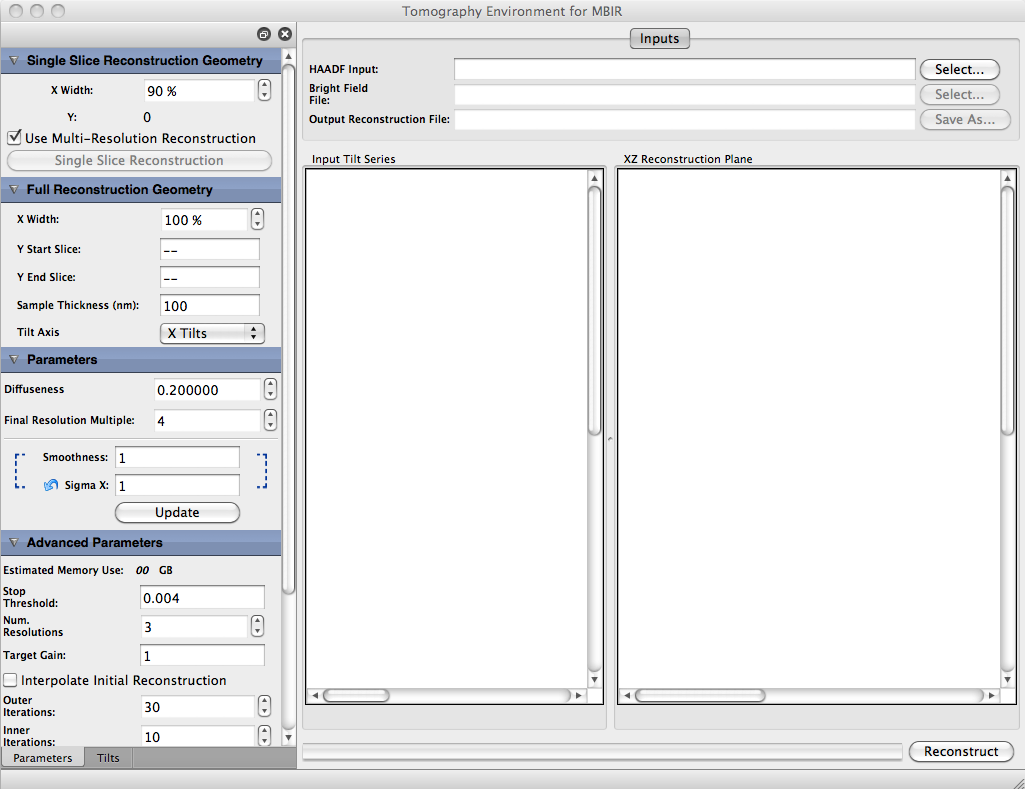 Tomography Environment for MBIR
Single Slice Reconstruction Geometry
X Width: 90 %
Y: 0
Use Multi-Resolution Reconstruction
Single Slice Reconstruction
Full Reconstruction Geometry
X Width: 100 %
Y Start Slice: --
Y End Slice: --
Sample Thickness (nm): 100
Tilt Axis X Tilts
Parameters
Diffuseness 0.200000
Final Resolution Multiple: 4
Smoothness: 1
Sigma X: 1
Update
Advanced Parameters
Estimated Memory Use: 00 GB
Stop
Threshold: 0.004
Num.
Resolutions 3
Target Gain: 1
Interpolate Initial Reconstruction
Outer
Iterations: 30
Inner
Iterations: 10
Parameters Tilts
Inputs
HAADF Input: Select...
Bright Field
File: Select...
Output Reconstruction File: Save As...
Input Tilt Series XZ Reconstruction Plane
Reconstruct